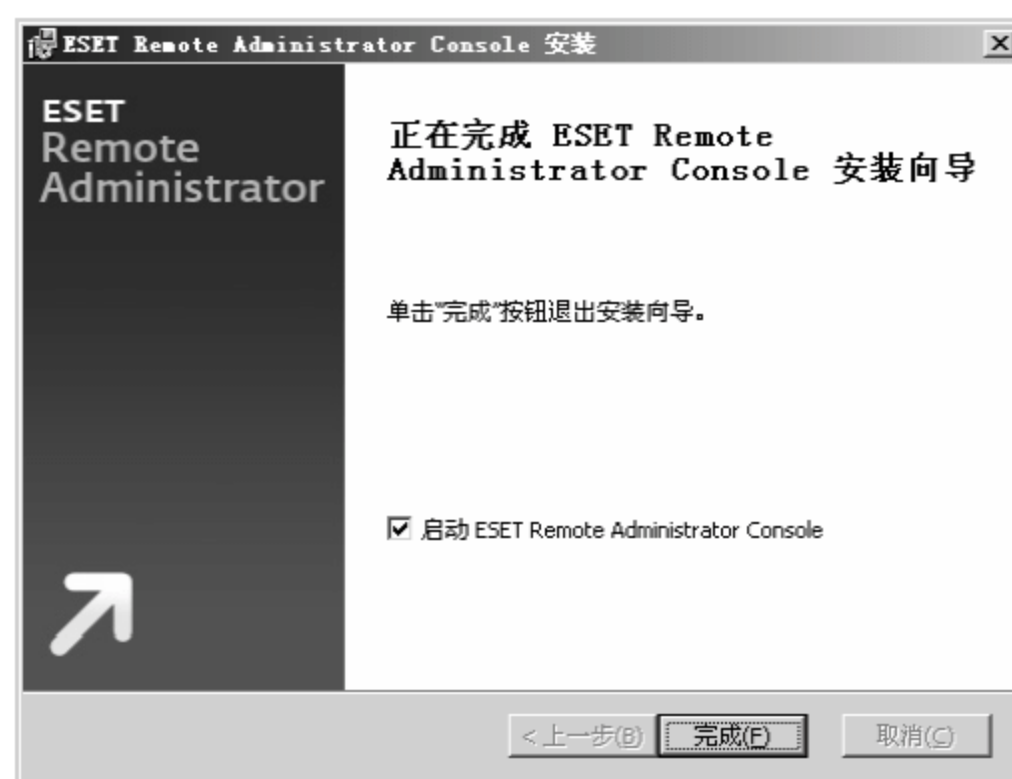 ESET Remote Administrator Console 安装
ESET
Remote
Administrator
正在完成 ESET Remote
Administrator Console 安装向导
单击"完成"按钮退出安装向导。
启动 ESET Remote Administrator Console
<上一步(B)
完成(F)
取消(C)